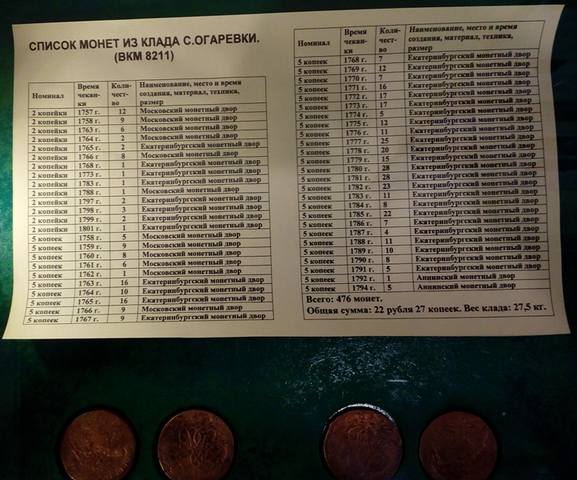 СПИСОК МОНЕТ ИЗ КЛАДА С.ОГАРЕВКИ.
(ВКМ 8211)
Номинал Время чеканки Количество Наименование, место и время создания, материал, техника, размер
2 копейки 1757 г. 12 Московский монетный двор
2 копейки 1758 г. 9 Московский монетный двор
2 копейки 1763 г. 6 Московский монетный двор
2 копейки 1764 г. 2 Московский монетный двор
2 копейки 1765 г. 2 Екатеринбургский монетный двор
2 копейки 1766 г. 8 Московский монетный двор
2 копейки 1768 г. 1 Екатеринбургский монетный двор
2 копейки 1773 г. 1 Екатеринбургский монетный двор
2 копейки 1783 г. 1 Екатеринбургский монетный двор
2 копейки 1788 г. 1 Московский монетный двор
2 копейки 1797 г. 2 Екатеринбургский монетный двор
2 копейки 1798 г. 3 Екатеринбургский монетный двор
2 копейки 1799 г. 2 Екатеринбургский монетный двор
2 копейки 1801 г. 1 Екатеринбургский монетный двор
5 копеек 1758 г. 5 Московский монетный двор
5 копеек 1759 г. 9 Московский монетный двор
5 копеек 1760 г. 8 Московский монетный двор
5 копеек 1761 г. 6 Московский монетный двор
5 копеек 1762 г. 1 Московский монетный двор
5 копеек 1763 г. 16 Екатеринбургский монетный двор
5 копеек 1764 г. 10 Екатеринбургский монетный двор
5 копеек 1765 г. 16 Екатеринбургский монетный двор
5 копеек 1766 г. 9 Московский монетный двор
5 копеек 1767 г. 9 Екатеринбургский монетный двор
Номинал Время чеканки Количество Наименование, место и время создания, материал, техника, размер
5 копеек 1768 г. 7 Екатеринбургский монетный двор
5 копеек 1769 г. 12 Екатеринбургский монетный двор
5 копеек 1770 г. 7 Екатеринбургский монетный двор
5 копеек 1771 г. 16 Екатеринбургский монетный двор
5 копеек 1772 г. 17 Екатеринбургский монетный двор
5 копеек 1773 г. 17 Екатеринбургский монетный двор
5 копеек 1774 г. 5 Екатеринбургский монетный двор
5 копеек 1775 г. 12 Екатеринбургский монетный двор
5 копеек 1776 г. 11 Екатеринбургский монетный двор
5 копеек 1777 г. 25 Екатеринбургский монетный двор
5 копеек 1778 г. 20 Екатеринбургский монетный двор
5 копеек 1779 г. 15 Екатеринбургский монетный двор
5 копеек 1780 г. 28 Екатеринбургский монетный двор
5 копеек 1781 г. 28 Екатеринбургский монетный двор
5 копеек 1782 г. 23 Екатеринбургский монетный двор
5 копеек 1783 г. 11 Екатеринбургский монетный двор
5 копеек 1784 г. 8 Екатеринбургский монетный двор
5 копеек 1785 г. 22 Екатеринбургский монетный двор
5 копеек 1786 г. 7 Екатеринбургский монетный двор
5 копеек 1787 г. 4 Екатеринбургский монетный двор
5 копеек 1788 г. 11 Екатеринбургский монетный двор
5 копеек 1789 г. 10 Екатеринбургский монетный двор
5 копеек 1790 г. 8 Екатеринбургский монетный двор
5 копеек 1791 г. 5 Екатеринбургский монетный двор
5 копеек 1792 г. 1 Аннинский монетный двор
5 копеек 1794 г. 5 Аннинский монетный двор
Всего: 476 монет.
Общая сумма: 22 рубля 27 копеек. Вес клада: 27,5 кг.